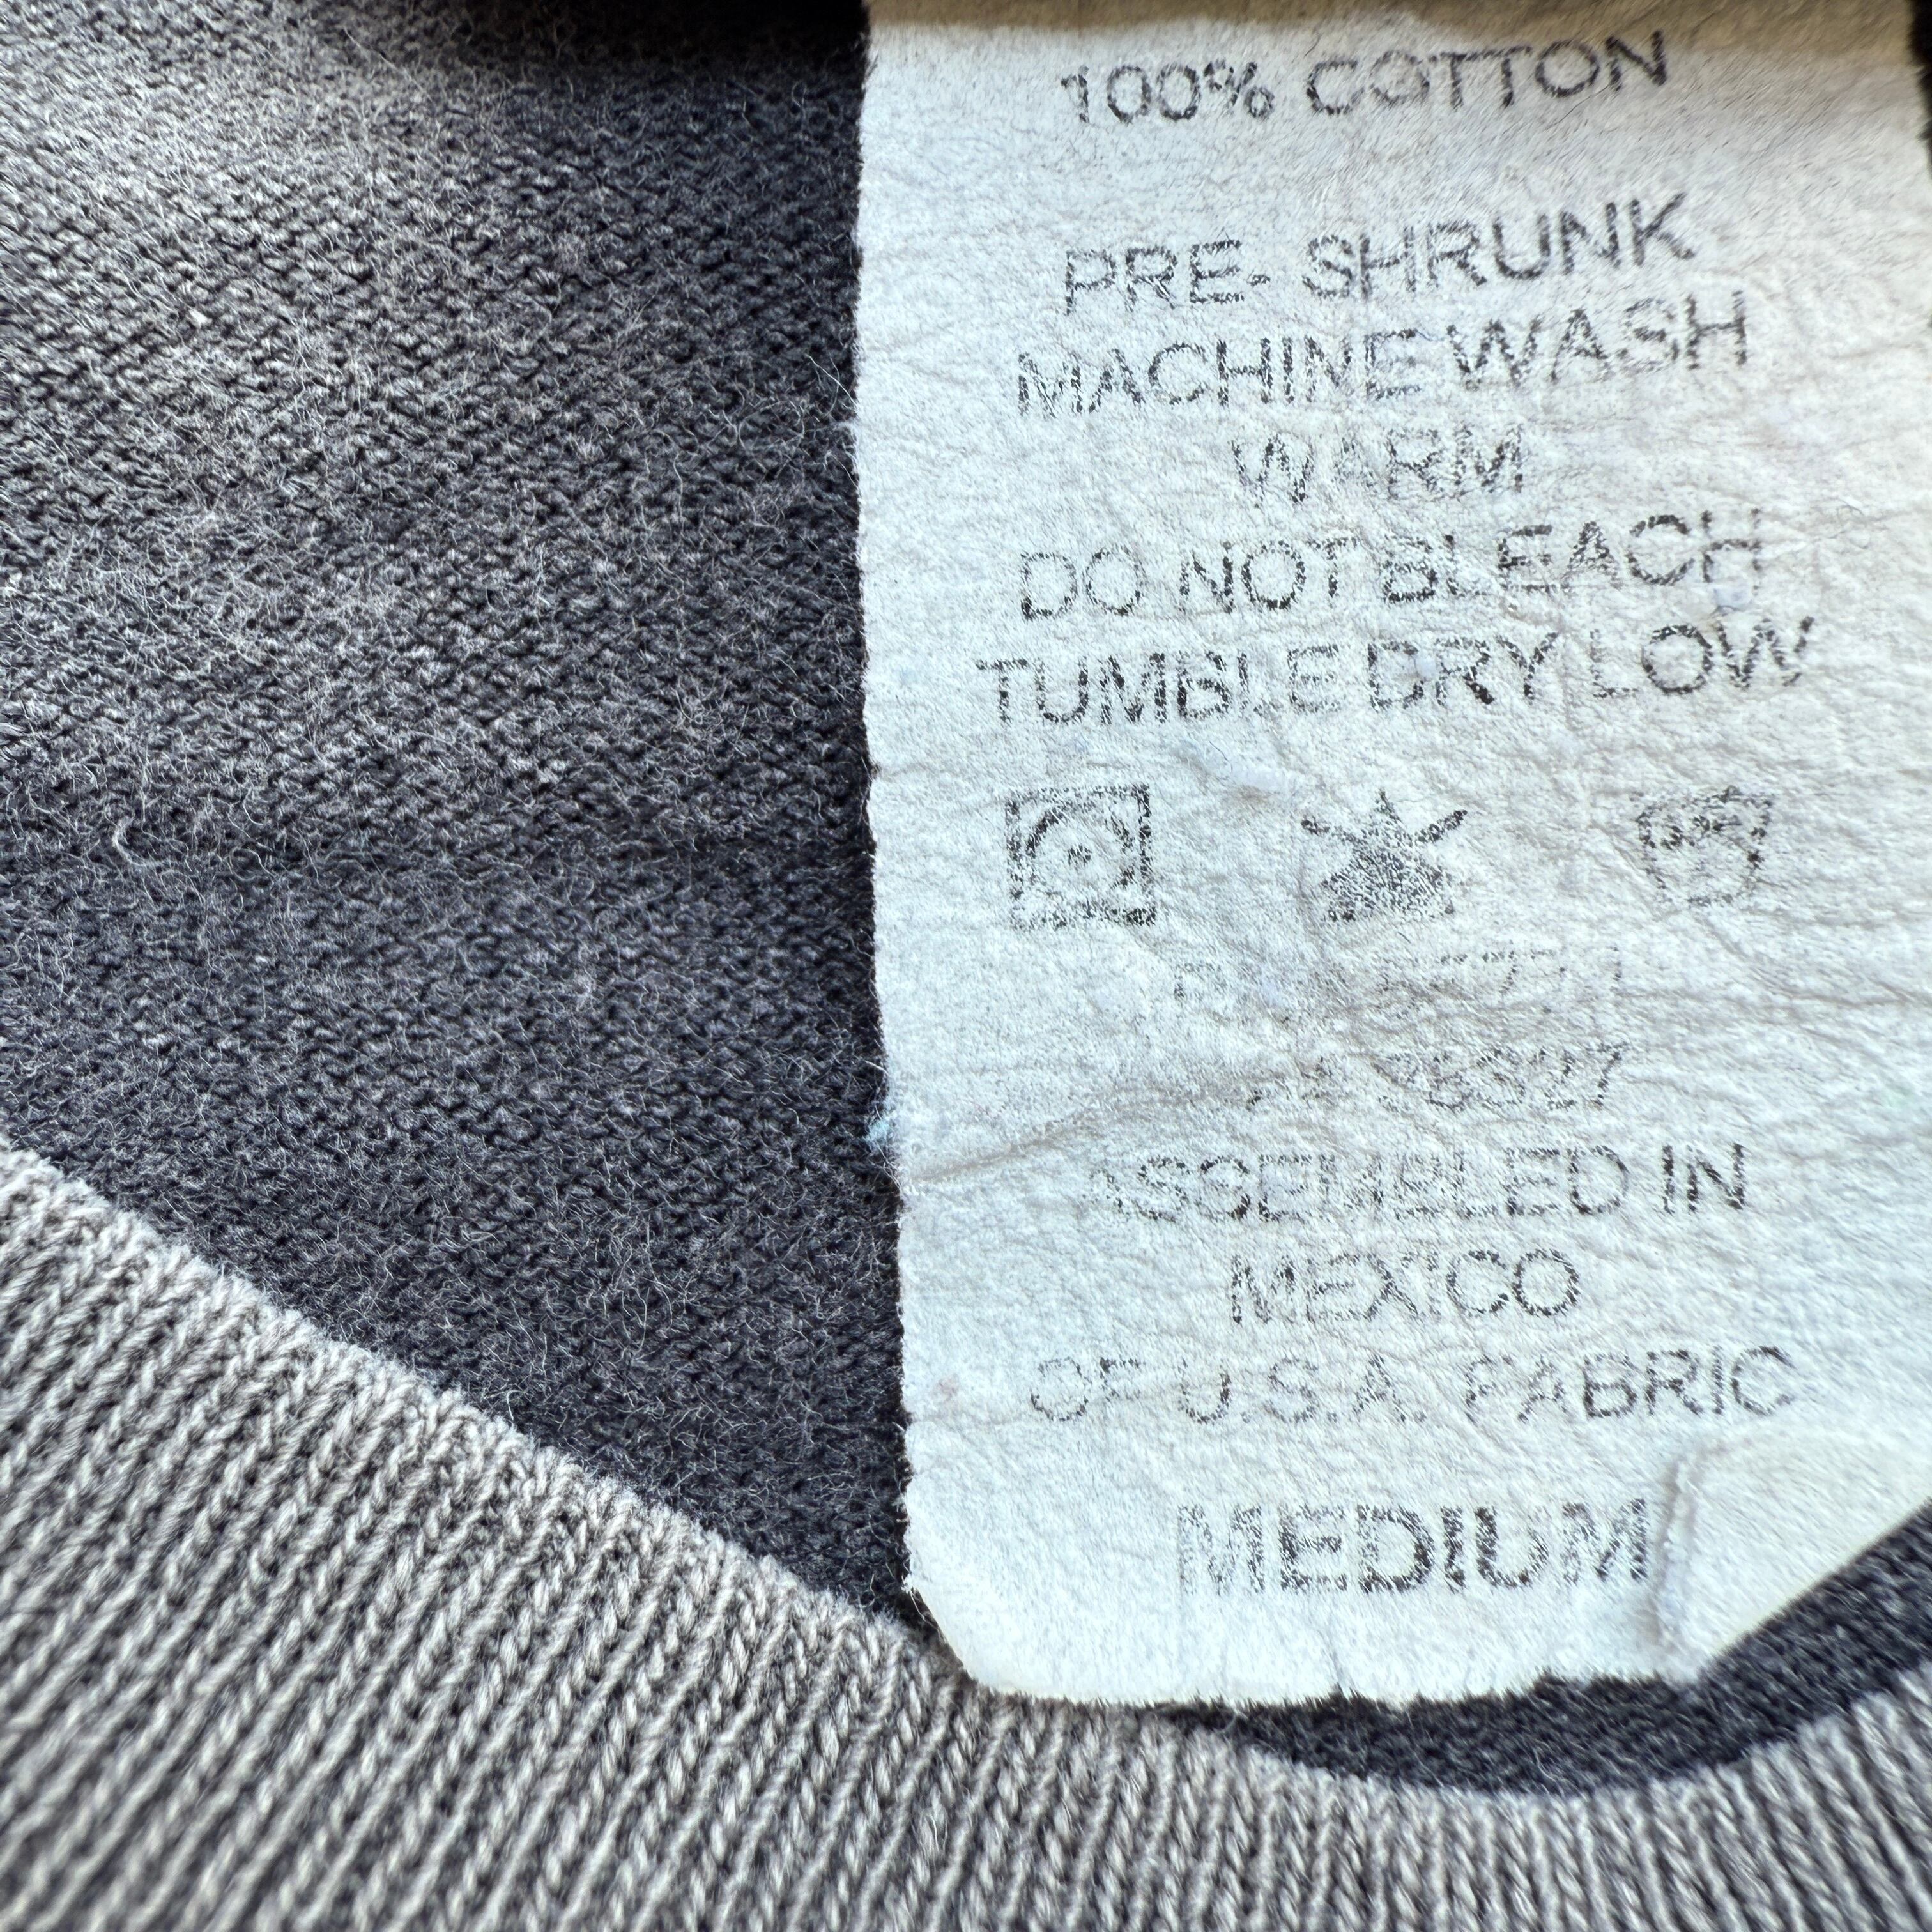 100% COTTON
PRE- SHRUNK
MACHINE WASH
WARM
DO NOT BLEACH
TUMBLE DRY LOW
ASSEMBLED IN
MEXICO
OF U.S.A. FABRIC
MEDIUM